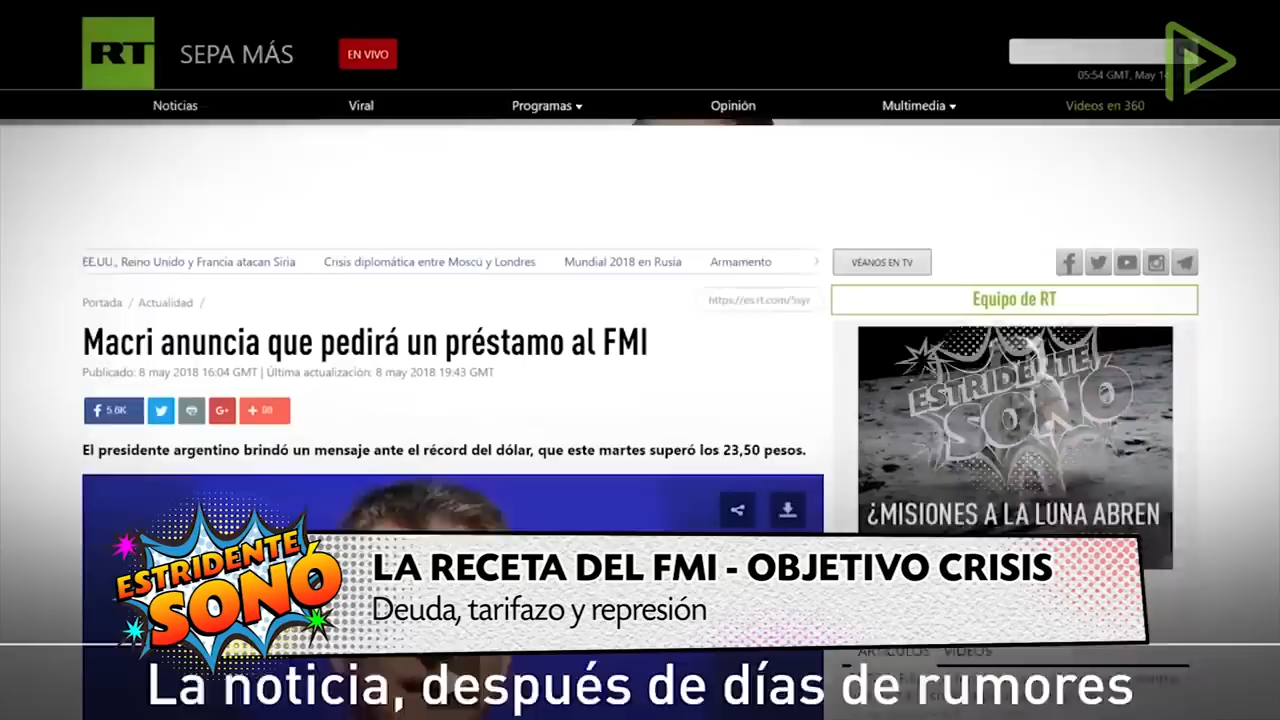 RT SEPA MÁS EN VIVO
05:54 GMT, May 14
Noticias Viral Programas Opinión Multimedia Videos en 360
EE.UU., Reino Unido y Francia atacan Siria Crisis diplomática entre Moscú y Londres Mundial 2018 en Rusia Armamento
VÉANOS EN TV
Portada / Actualidad /
Equipo de RT
Macri anuncia que pedirá un préstamo al FMI
Publicado: 8 may 2018 16:04 GMT | Última actualización: 8 may 2018 19:43 GMT
5.6K
El presidente argentino brindó un mensaje ante el récord del dólar, que este martes superó los 23,50 pesos.
ESTRIDENTE
SONÓ
¿MISIONES A LA LUNA ABREN
ESTRIDENTE
SONÓ
LA RECETA DEL FMI - OBJETIVO CRISIS
Deuda, tarifazo y represión
ARTÍCULOS VIDEOS
La noticia, después de días de rumores